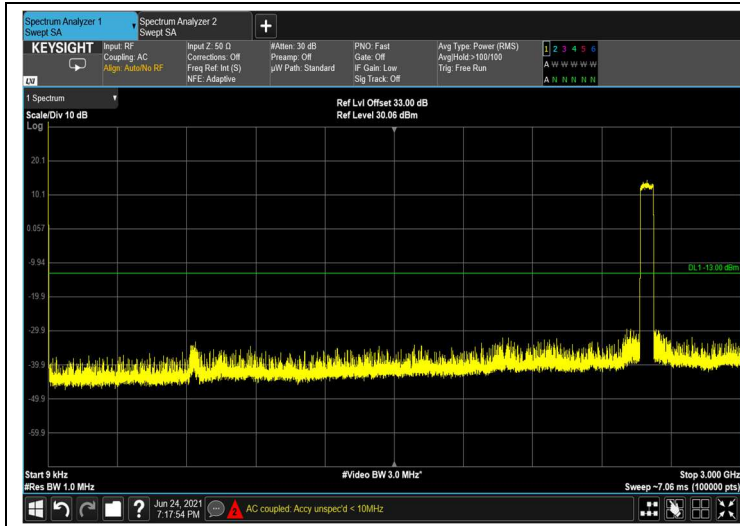 Spectrum Analyzer 1
Swept SA
Spectrum Analyzer 2
Swept SA
+
KEYSIGHT
LXI
Input: RF
Coupling: AC
Align: Auto/No RF
Input Z: 50 Ω
Corrections: Off
Freq Ref: Int (S)
NFE: Adaptive
#Atten: 30 dB
Preamp: Off
µW Path: Standard
PNO: Fast
Gate: Off
IF Gain: Low
Sig Track: Off
Avg Type: Power (RMS)
Avg|Hold:>100/100
Trig: Free Run
1 2 3 4 5 6
A W W W W W
A N N N N N
1 Spectrum
Scale/Div 10 dB
Ref Lvl Offset 33.00 dB
Ref Level 30.06 dBm
Log
20.1
10.1
0.057
-9.94
DL1 -13.00 dBm
-19.9
-29.9
-39.9
-49.9
-59.9
Start 9 kHz
#Video BW 3.0 MHz*
Stop 3.000 GHz
#Res BW 1.0 MHz
Sweep ~7.06 ms (100000 pts)
?
Jun 24, 2021
7:17:54 PM
2
AC coupled: Accy unspec'd < 10MHz